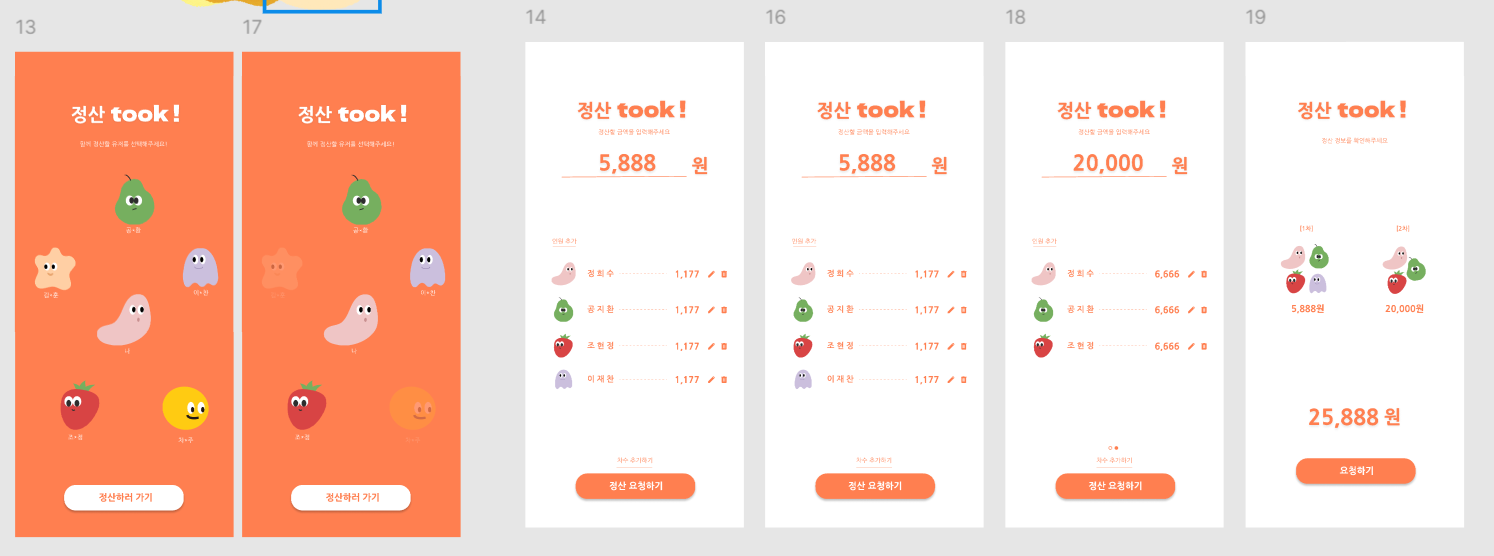 13
정산 took!
함께 정산할 유저를 선택해주세요!
공*환
김*훈
이*찬
나
조*정
차*우
정산하러 가기
17
정산 took!
함께 정산할 유저를 선택해주세요!
공*환
이*찬
나
조*정
정산하러 가기
14
정산 took!
정산할 금액을 입력해주세요
5,888 원
인원 추가
정희수 1,177
공지환 1,177
조현정 1,177
이재찬 1,177
차수 추가하기
정산 요청하기
16
정산 took!
정산할 금액을 입력해주세요
5,888 원
인원 추가
정희수 1,177
공지환 1,177
조현정 1,177
이재찬 1,177
차수 추가하기
정산 요청하기
18
정산 took!
정산할 금액을 입력해주세요
20,000 원
인원 추가
정희수 6,666
공지환 6,666
조현정 6,666
차수 추가하기
정산 요청하기
19
정산 took!
정산 정보를 확인해주세요
[1차] [2차]
5,888원 20,000원
25,888 원
요청하기